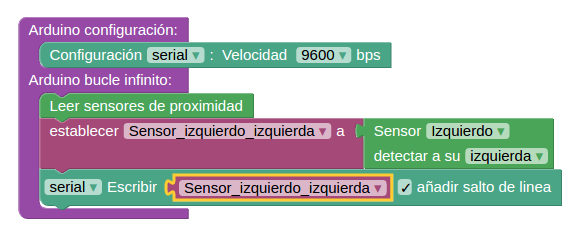 Arduino configuración:
Configuración serial : Velocidad 9600 bps
Arduino bucle infinito:
Leer sensores de proximidad
establecer Sensor_izquierdo_izquierda a Sensor Izquierdo
detectar a su izquierda
serial Escribir Sensor_izquierdo_izquierda añadir salto de linea